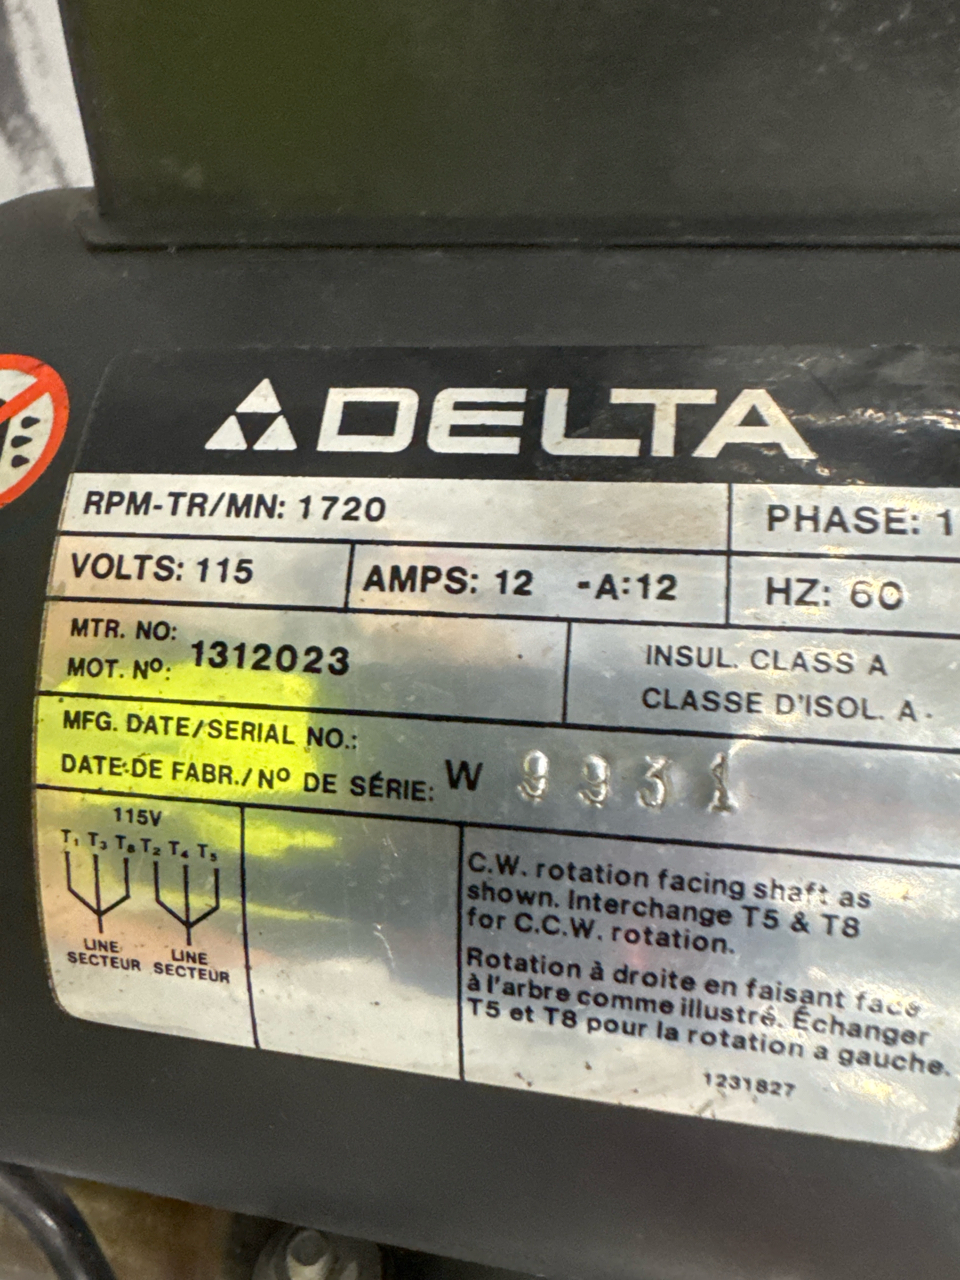 DELTA
RPM-TR/MN: 1720
PHASE: 1
VOLTS: 115
AMPS: 12 -A:12
HZ: 60
MTR. NO:
MOT. Nº: 1312023
INSUL. CLASS A
CLASSE D'ISOL. A
MFG. DATE/SERIAL NO.:
DATE DE FABR./Nº DE SÉRIE: W 9931
115V
T1 T3 T8 T2 T4 T5
LINE LINE
SECTEUR SECTEUR
C.W. rotation facing shaft as
shown. Interchange T5 & T8
for C.C.W. rotation.
Rotation à droite en faisant face
à l'arbre comme illustré. Échanger
T5 et T8 pour la rotation a gauche.
1231827